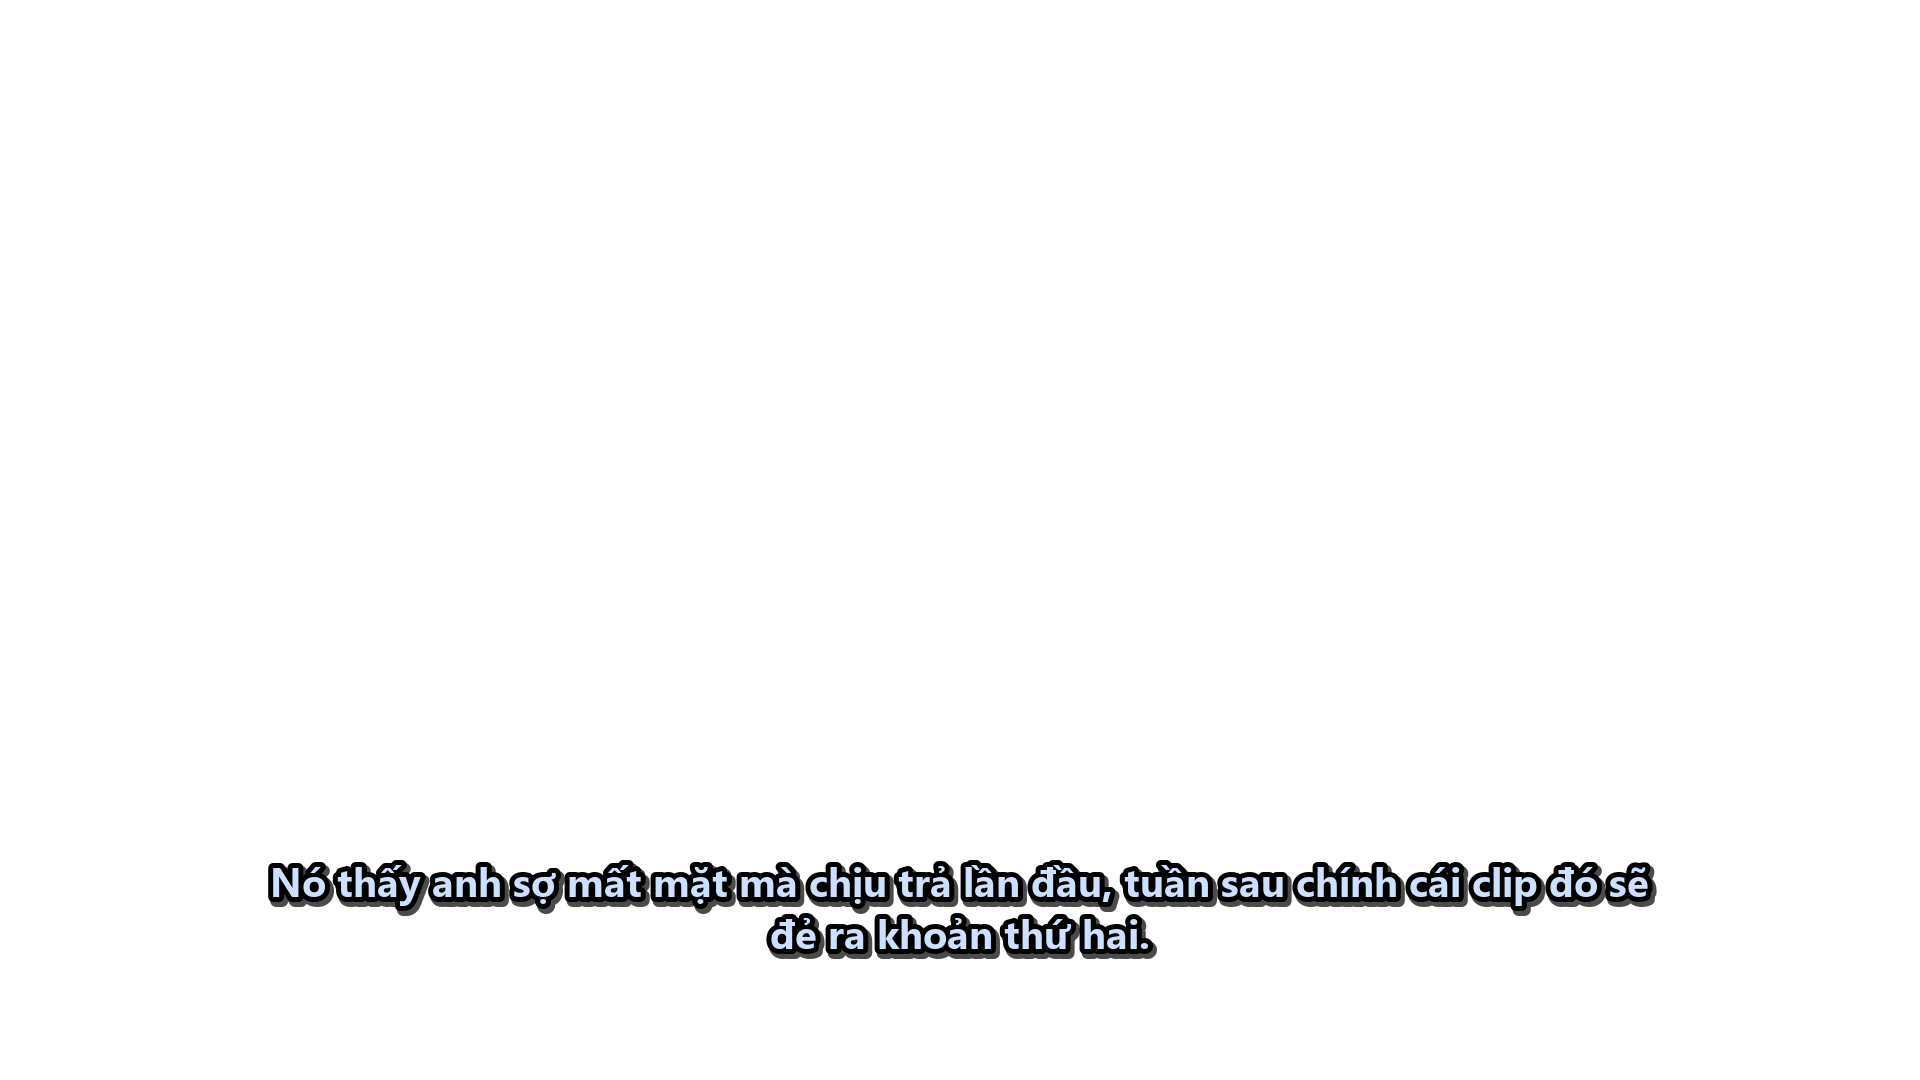 Nó thấy anh sợ mất mặt mà chịu trả lần đầu, tuần sau chính cái clip đó sẽ
đẻ ra khoản thứ hai.